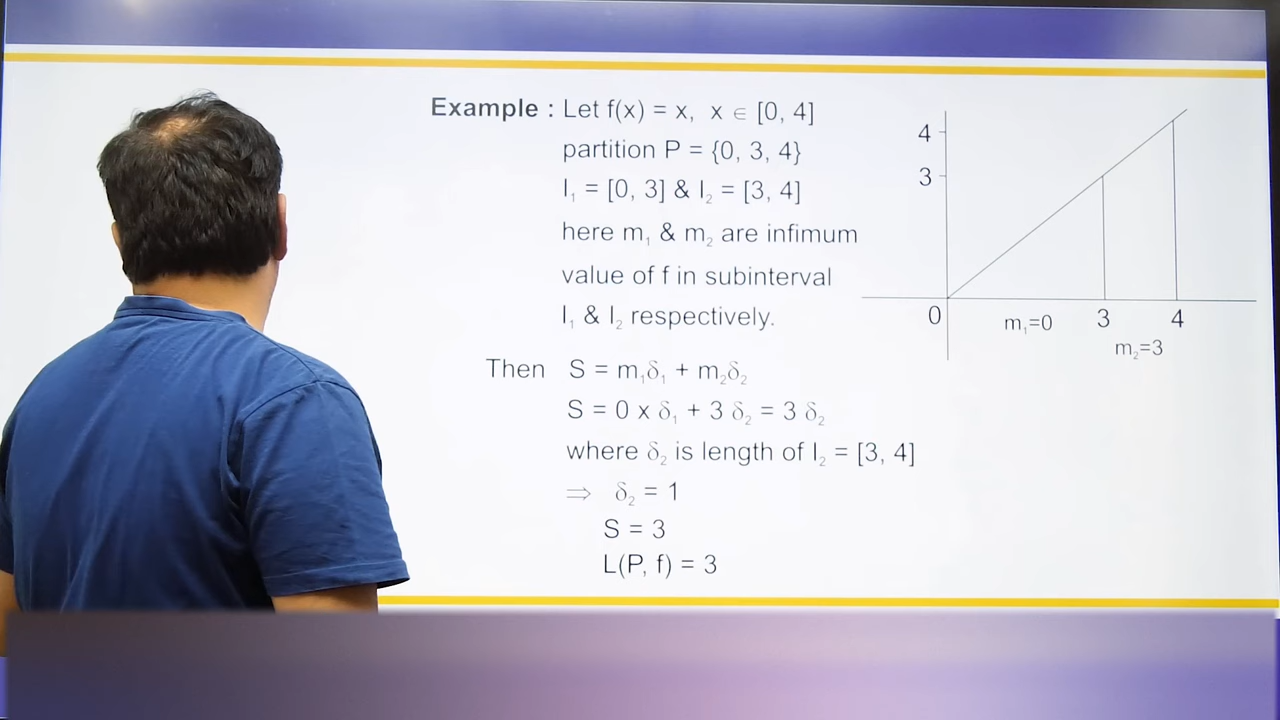 Example : Let f(x) = x, x ∈ [0, 4]
partition P = {0, 3, 4}
I₁ = [0, 3] & I₂ = [3, 4]
here m₁ & m₂ are infimum
value of f in subinterval
I₁ & I₂ respectively.
Then S = m₁δ₁ + m₂δ₂
S = 0 x δ₁ + 3 δ₂ = 3 δ₂
where δ₂ is length of I₂ = [3, 4]
⇒ δ₂ = 1
S = 3
L(P, f) = 3
4
3
0 m₁=0 3 4
m₂=3